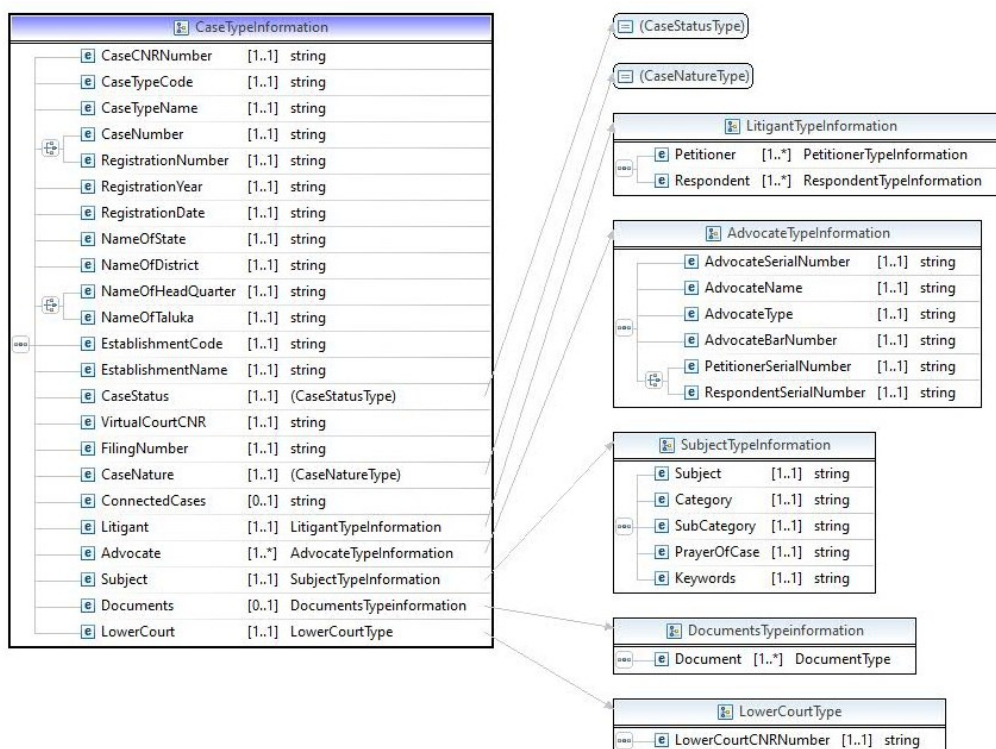 CaseTypeInformation
CaseCNRNumber [1..1] string
CaseTypeCode [1..1] string
CaseTypeName [1..1] string
CaseNumber [1..1] string
RegistrationNumber [1..1] string
RegistrationYear [1..1] string
RegistrationDate [1..1] string
NameOfState [1..1] string
NameOfDistrict [1..1] string
NameOfHeadQuarter [1..1] string
NameOfTaluka [1..1] string
EstablishmentCode [1..1] string
EstablishmentName [1..1] string
CaseStatus [1..1] (CaseStatusType)
VirtualCourtCNR [1..1] string
FilingNumber [1..1] string
CaseNature [1..1] (CaseNatureType)
ConnectedCases [0..1] string
Litigant [1..1] LitigantTypeInformation
Advocate [1..*] AdvocateTypeInformation
Subject [1..1] SubjectTypeInformation
Documents [0..1] DocumentsTypeinformation
LowerCourt [1..1] LowerCourtType
(CaseStatusType)
(CaseNatureType)
LitigantTypeInformation
Petitioner [1..*] PetitionerTypeInformation
Respondent [1..*] RespondentTypeInformation
AdvocateTypeInformation
AdvocateSerialNumber [1..1] string
AdvocateName [1..1] string
AdvocateType [1..1] string
AdvocateBarNumber [1..1] string
PetitionerSerialNumber [1..1] string
RespondentSerialNumber [1..1] string
SubjectTypeInformation
Subject [1..1] string
Category [1..1] string
SubCategory [1..1] string
PrayerOfCase [1..1] string
Keywords [1..1] string
DocumentsTypeinformation
Document [1..*] DocumentType
LowerCourtType
LowerCourtCNRNumber [1..1] string